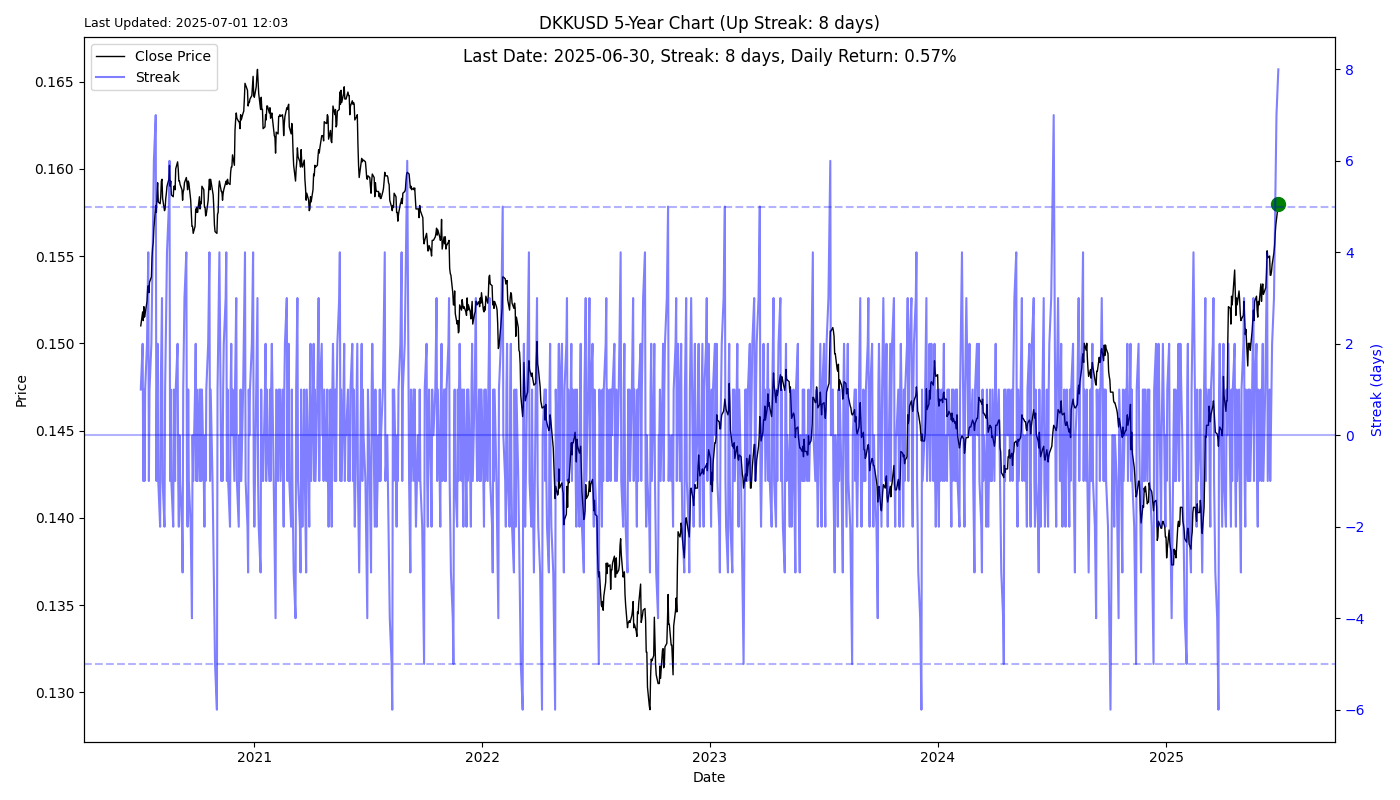 Last Updated: 2025-07-01 12:03
DKKUSD 5-Year Chart (Up Streak: 8 days)
Last Date: 2025-06-30, Streak: 8 days, Daily Return: 0.57%
Close Price
Streak
0.165
0.160
0.155
0.150
0.145
0.140
0.135
0.130
Price
8
6
4
2
0
−2
−4
−6
Streak (days)
2021
2022
2023
2024
2025
Date